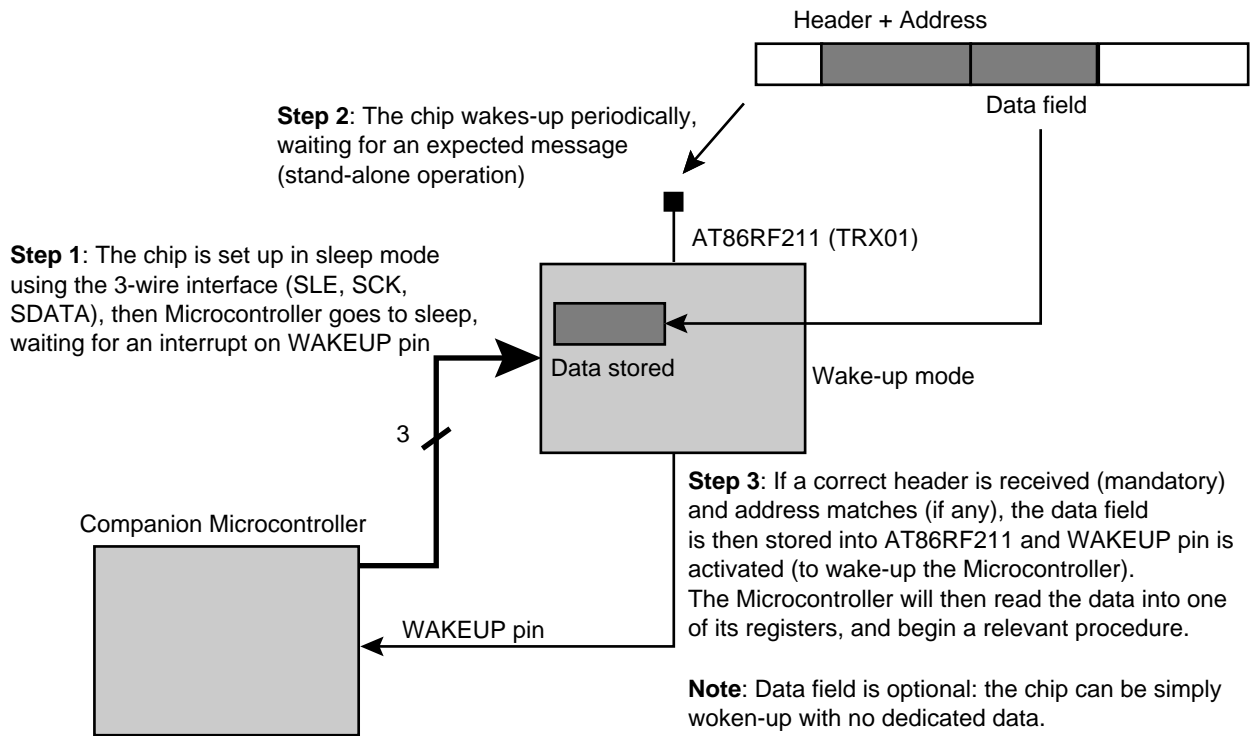 Header + Address
Data field
Step 2: The chip wakes-up periodically,
waiting for an expected message
(stand-alone operation)
AT86RF211 (TRX01)
Step 1: The chip is set up in sleep mode
using the 3-wire interface (SLE, SCK,
SDATA), then Microcontroller goes to sleep,
waiting for an interrupt on WAKEUP pin
Data stored
Wake-up mode
3
Step 3: If a correct header is received (mandatory)
and address matches (if any), the data field
is then stored into AT86RF211 and WAKEUP pin is
activated (to wake-up the Microcontroller).
The Microcontroller will then read the data into one
of its registers, and begin a relevant procedure.
Companion Microcontroller
WAKEUP pin
Note: Data field is optional: the chip can be simply
woken-up with no dedicated data.